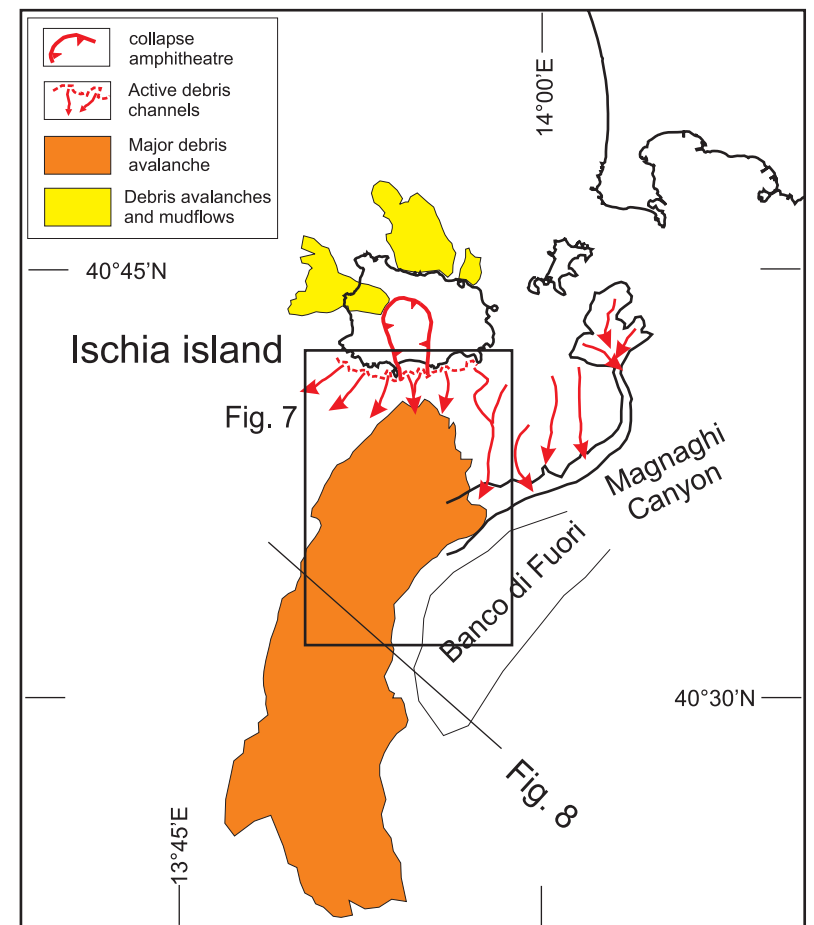 collapse
amphitheatre
Active debris
channels
Major debris
avalanche
Debris avalanches
and mudflows
14°00'E
40°45'N
Ischia island
Fig. 7
Magnaghi
Canyon
Banco di Fuori
40°30'N
Fig. 8
13°45'E